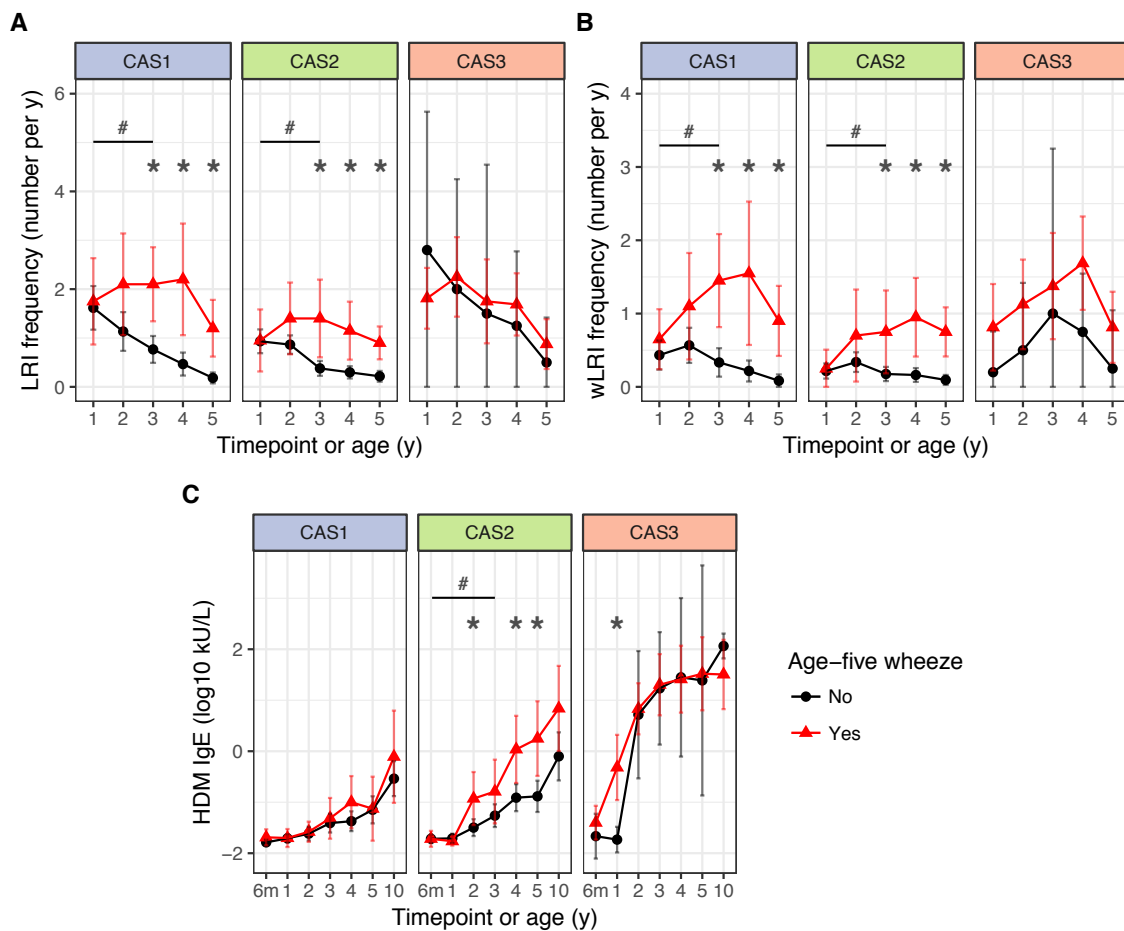 A
B
CAS1 CAS2 CAS3
CAS1 CAS2 CAS3
LRI frequency (number per y)
6
4
2
0
# * * *
# * * *
1 2 3 4 5 1 2 3 4 5 1 2 3 4 5
Timepoint or age (y)
wLRI frequency (number per y)
4
3
2
1
0
# * * *
# * * *
1 2 3 4 5 1 2 3 4 5 1 2 3 4 5
Timepoint or age (y)
C
CAS1 CAS2 CAS3
HDM IgE (log10 kU/L)
2
0
−2
# * * *
*
6m 1 2 3 4 5 10 6m 1 2 3 4 5 10 6m 1 2 3 4 5 10
Timepoint or age (y)
Age−five wheeze
No
Yes